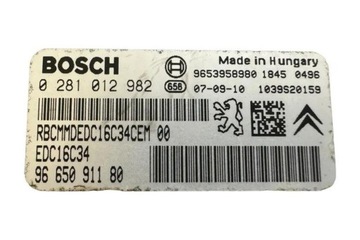 BOSCH
Made in Hungary
9653958980 1845 0496
0 281 012 982
656
07-09-10 1039S20159
RBCMMDEDC16C34CEM 00
EDC16C34
96 650 911 80